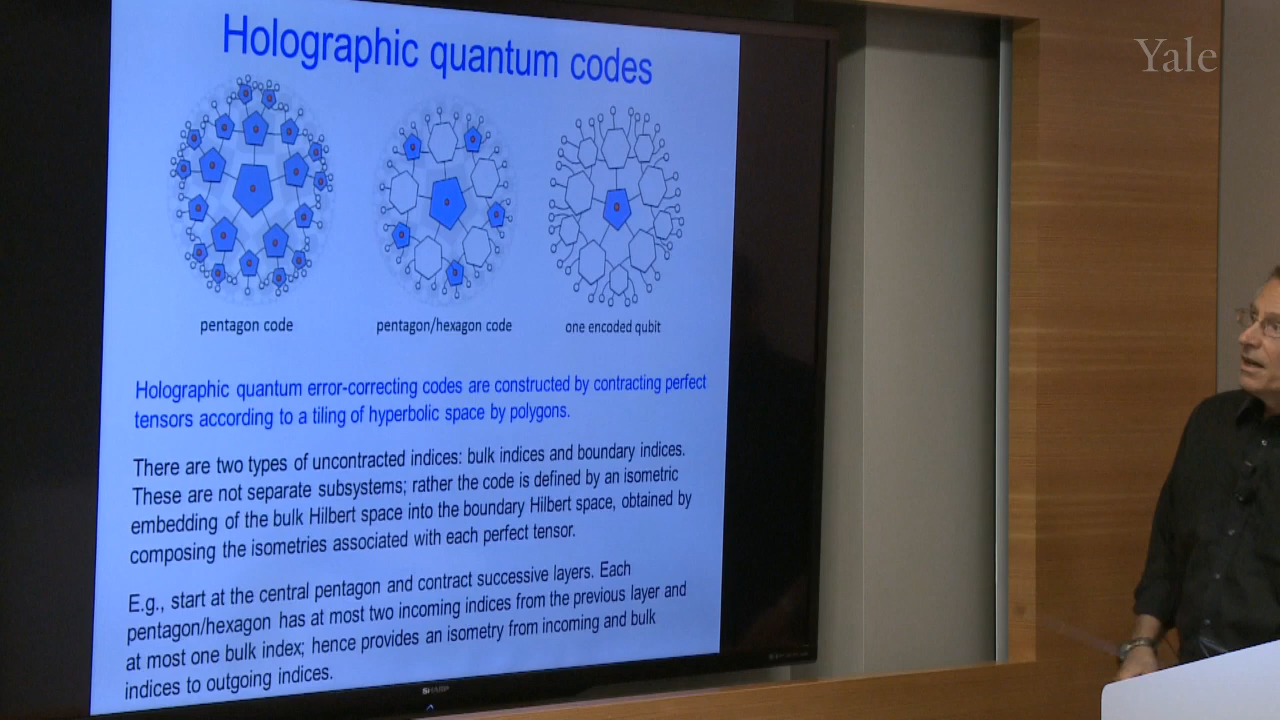 Holographic quantum codes
Yale
pentagon code
pentagon/hexagon code
one encoded qubit
Holographic quantum error-correcting codes are constructed by contracting perfect
tensors according to a tiling of hyperbolic space by polygons.
There are two types of uncontracted indices: bulk indices and boundary indices.
These are not separate subsystems; rather the code is defined by an isometric
embedding of the bulk Hilbert space into the boundary Hilbert space, obtained by
composing the isometries associated with each perfect tensor.
E.g., start at the central pentagon and contract successive layers. Each
pentagon/hexagon has at most two incoming indices from the previous layer and
at most one bulk index; hence provides an isometry from incoming and bulk
indices to outgoing indices.
SHARP